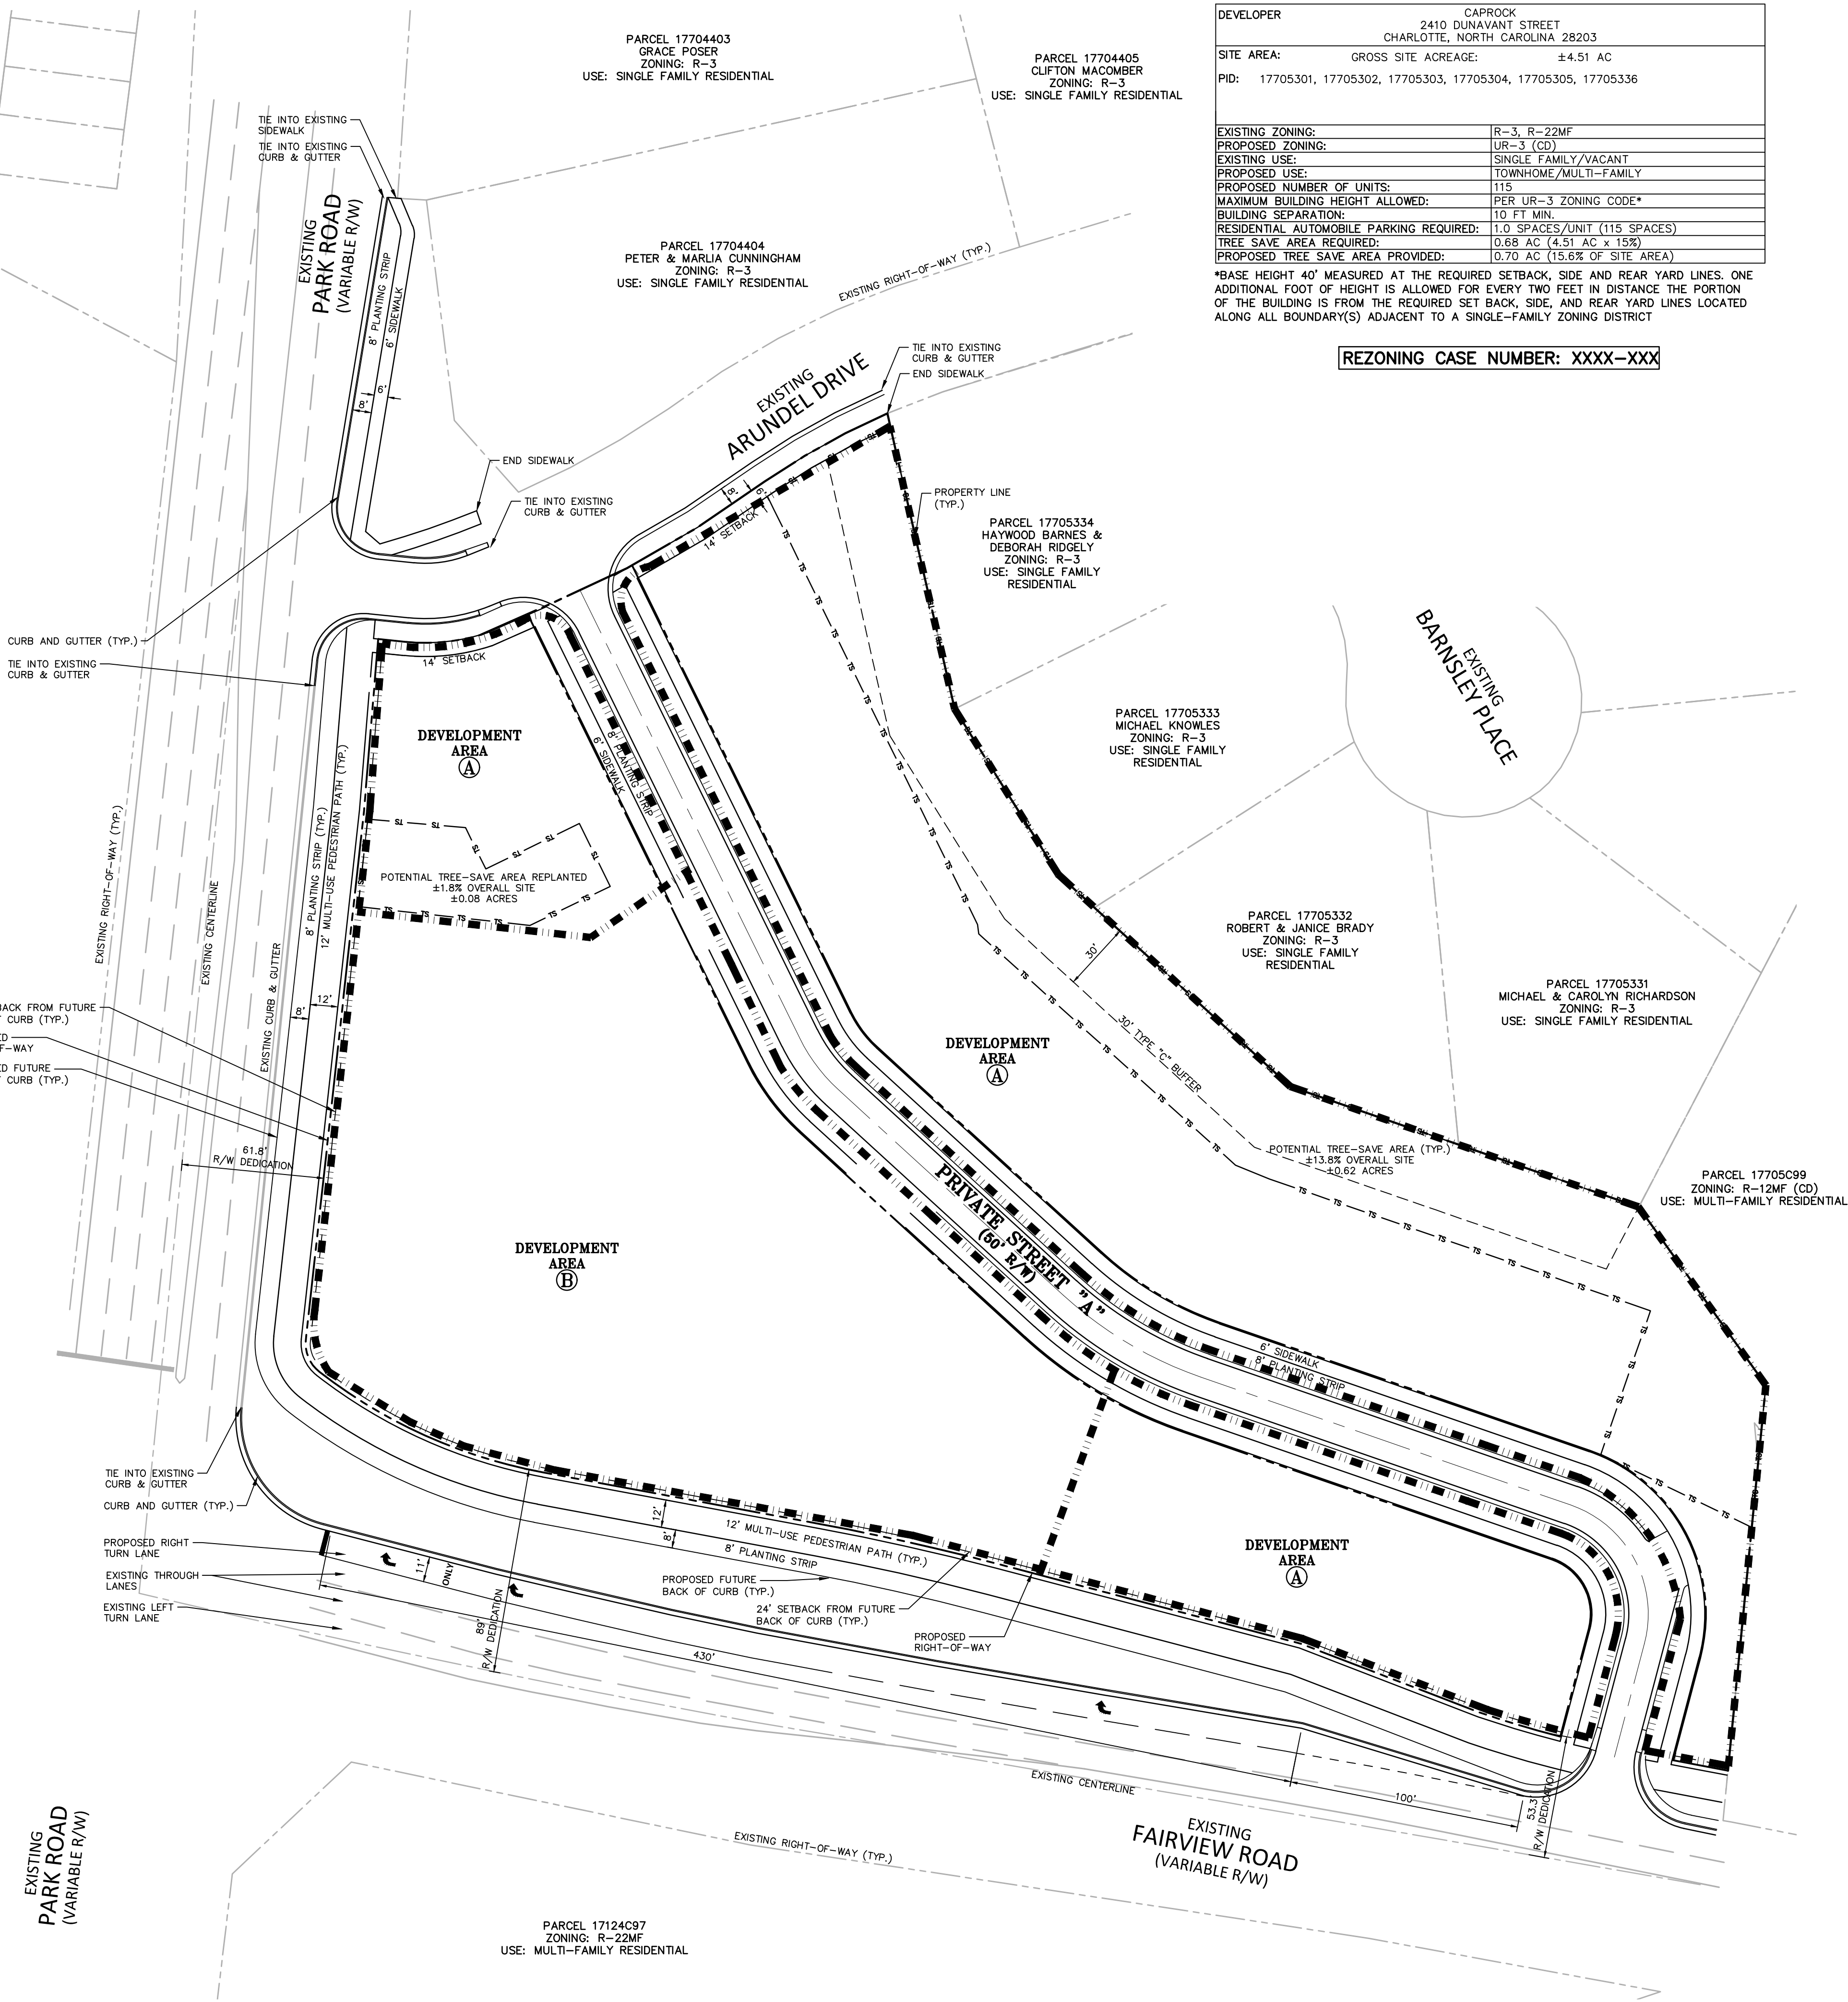 DEVELOPER
CAPROCK
2410 DUNAVANT STREET
CHARLOTTE, NORTH CAROLINA 28203
SITE AREA: GROSS SITE ACREAGE: ±4.51 AC
PID: 17705301, 17705302, 17705303, 17705304, 17705305, 17705336
EXISTING ZONING: R-3, R-22MF
PROPOSED ZONING: UR-3 (CD)
EXISTING USE: SINGLE FAMILY/VACANT
PROPOSED USE: TOWNHOME/MULTI-FAMILY
PROPOSED NUMBER OF UNITS: 115
MAXIMUM BUILDING HEIGHT ALLOWED: PER UR-3 ZONING CODE*
BUILDING SEPARATION: 10 FT MIN.
RESIDENTIAL AUTOMOBILE PARKING REQUIRED: 1.0 SPACES/UNIT (115 SPACES)
TREE SAVE AREA REQUIRED: 0.68 AC (4.51 AC x 15%)
PROPOSED TREE SAVE AREA PROVIDED: 0.70 AC (15.6% OF SITE AREA)
*BASE HEIGHT 40' MEASURED AT THE REQUIRED SETBACK, SIDE AND REAR YARD LINES. ONE
ADDITIONAL FOOT OF HEIGHT IS ALLOWED FOR EVERY TWO FEET IN DISTANCE THE PORTION
OF THE BUILDING IS FROM THE REQUIRED SET BACK, SIDE, AND REAR YARD LINES LOCATED
ALONG ALL BOUNDARY(S) ADJACENT TO A SINGLE-FAMILY ZONING DISTRICT
REZONING CASE NUMBER: XXXX-XXX
PARCEL 17704403
GRACE POSER
ZONING: R-3
USE: SINGLE FAMILY RESIDENTIAL
PARCEL 17704405
CLIFTON MACOMBER
ZONING: R-3
USE: SINGLE FAMILY RESIDENTIAL
TIE INTO EXISTING
SIDEWALK
TIE INTO EXISTING
CURB & GUTTER
EXISTING
PARK ROAD
(VARIABLE R/W)
8' PLANTING STRIP
6' SIDEWALK
6'
8'
PARCEL 17704404
PETER & MARLIA CUNNINGHAM
ZONING: R-3
USE: SINGLE FAMILY RESIDENTIAL
EXISTING RIGHT-OF-WAY (TYP.)
TIE INTO EXISTING
CURB & GUTTER
END SIDEWALK
EXISTING
ARUNDEL DRIVE
END SIDEWALK
TIE INTO EXISTING
CURB & GUTTER
8'
6'
14' SETBACK
PROPERTY LINE
(TYP.)
PARCEL 17705334
HAYWOOD BARNES &
DEBORAH RIDGELY
ZONING: R-3
USE: SINGLE FAMILY
RESIDENTIAL
EXISTING
BARNSLEY PLACE
CURB AND GUTTER (TYP.)
TIE INTO EXISTING
CURB & GUTTER
14' SETBACK
DEVELOPMENT
AREA
A
6' SIDEWALK
8' PLANTING STRIP
PARCEL 17705333
MICHAEL KNOWLES
ZONING: R-3
USE: SINGLE FAMILY
RESIDENTIAL
EXISTING RIGHT-OF-WAY (TYP.)
EXISTING CENTERLINE
EXISTING CURB & GUTTER
8' PLANTING STRIP (TYP.)
12' MULTI-USE PEDESTRIAN PATH (TYP.)
POTENTIAL TREE-SAVE AREA REPLANTED
±1.8% OVERALL SITE
±0.08 ACRES
12'
8'
PARCEL 17705332
ROBERT & JANICE BRADY
ZONING: R-3
USE: SINGLE FAMILY
RESIDENTIAL
30'
PARCEL 17705331
MICHAEL & CAROLYN RICHARDSON
ZONING: R-3
USE: SINGLE FAMILY RESIDENTIAL
BACK FROM FUTURE
CURB (TYP.)
ED
F-WAY
ED FUTURE
CURB (TYP.)
30' TYPE "C" BUFFER
DEVELOPMENT
AREA
A
61.8'
R/W DEDICATION
POTENTIAL TREE-SAVE AREA (TYP.)
±13.8% OVERALL SITE
±0.62 ACRES
PARCEL 17705C99
ZONING: R-12MF (CD)
USE: MULTI-FAMILY RESIDENTIAL
PRIVATE STREET "A"
(50' R/W)
DEVELOPMENT
AREA
B
6' SIDEWALK
8' PLANTING STRIP
TIE INTO EXISTING
CURB & GUTTER
CURB AND GUTTER (TYP.)
PROPOSED RIGHT
TURN LANE
EXISTING THROUGH
LANES
EXISTING LEFT
TURN LANE
11'
ONLY
89'
R/W DEDICATION
12'
8'
12' MULTI-USE PEDESTRIAN PATH (TYP.)
8' PLANTING STRIP
PROPOSED FUTURE
BACK OF CURB (TYP.)
24' SETBACK FROM FUTURE
BACK OF CURB (TYP.)
PROPOSED
RIGHT-OF-WAY
DEVELOPMENT
AREA
A
430'
100'
53.3'
R/W DEDICATION
EXISTING CENTERLINE
EXISTING
FAIRVIEW ROAD
(VARIABLE R/W)
EXISTING RIGHT-OF-WAY (TYP.)
EXISTING
PARK ROAD
(VARIABLE R/W)
PARCEL 17124C97
ZONING: R-22MF
USE: MULTI-FAMILY RESIDENTIAL